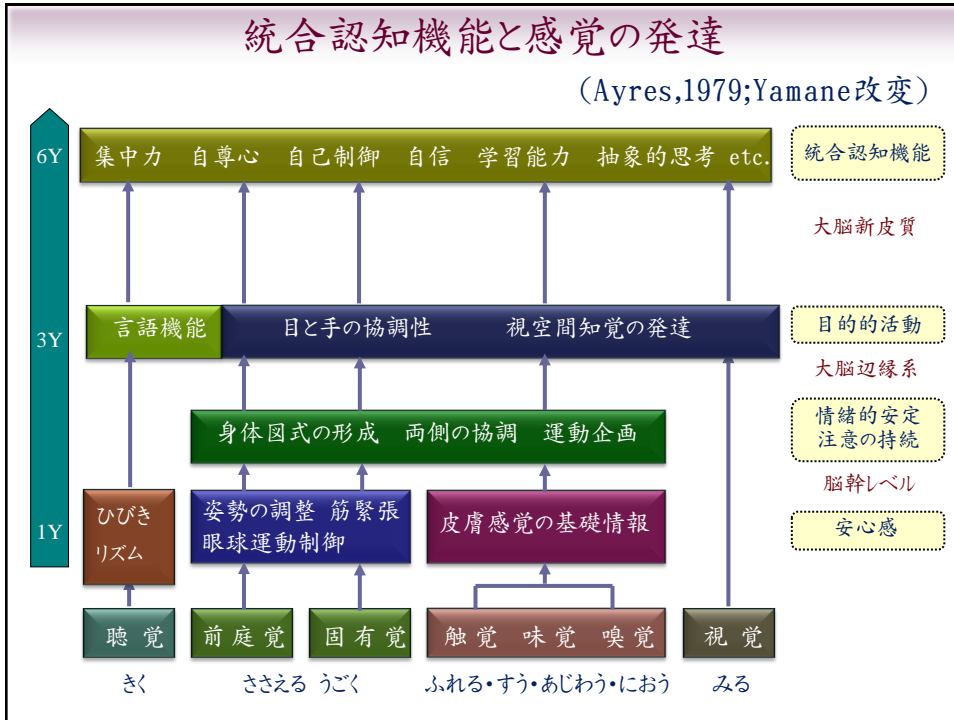 統合認知機能と感覚の発達
(Ayres,1979;Yamane改変)
6Y
集中力 自尊心 自己制御 自信 学習能力 抽象的思考 etc.
統合認知機能
大脳新皮質
3Y
言語機能
目と手の協調性 視空間知覚の発達
目的的活動
大脳辺縁系
身体図式の形成 両側の協調 運動企画
情緒的安定
注意の持続
脳幹レベル
1Y
ひびき
リズム
姿勢の調整 筋緊張
眼球運動制御
皮膚感覚の基礎情報
安心感
聴覚
前庭覚
固有覚
触覚 味覚 嗅覚
視覚
きく
ささえる うごく
ふれる・すう・あじわう・におう
みる